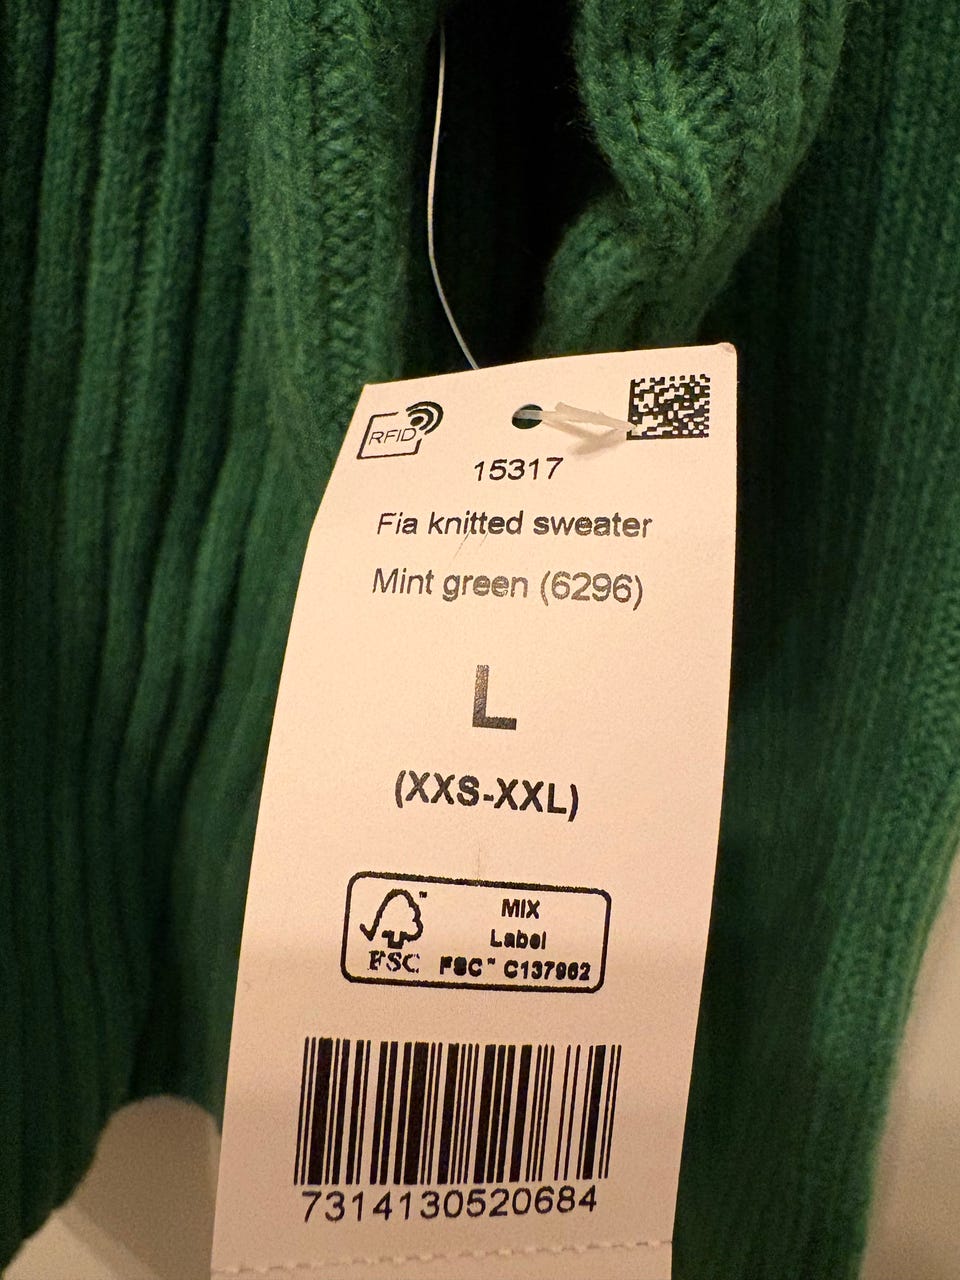 RFID
15317
Fia knitted sweater
Mint green (6296)
L
(XXS-XXL)
MIX
Label
FSC™ C137962
FSC
7314130520684